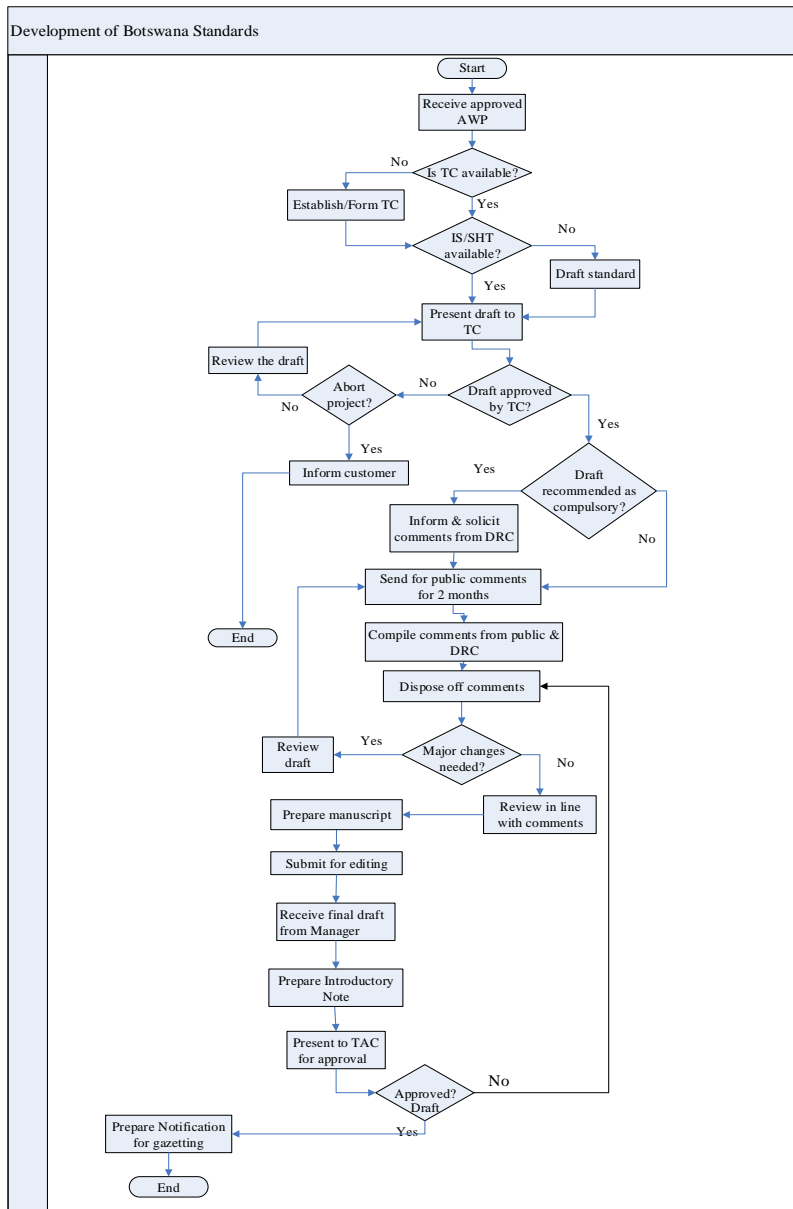 Development of Botswana Standards
Start
Receive approved
AWP
No
Is TC available?
Establish/Form TC
Yes
IS/SHT
available?
No
Draft standard
Yes
Present draft to
TC
Review the draft
Abort
project?
No
No
Draft approved
by TC?
Yes
Yes
Inform customer
Yes
Draft
recommended as
compulsory?
Inform & solicit
comments from DRC
No
Send for public comments
for 2 months
End
Compile comments from public &
DRC
Dispose off comments
Yes
Review
draft
Major changes
needed?
No
Prepare manuscript
Review in line
with comments
Submit for editing
Receive final draft
from Manager
Prepare Introductory
Note
Present to TAC
for approval
Approved?
Draft
No
Yes
Prepare Notification
for gazetting
End